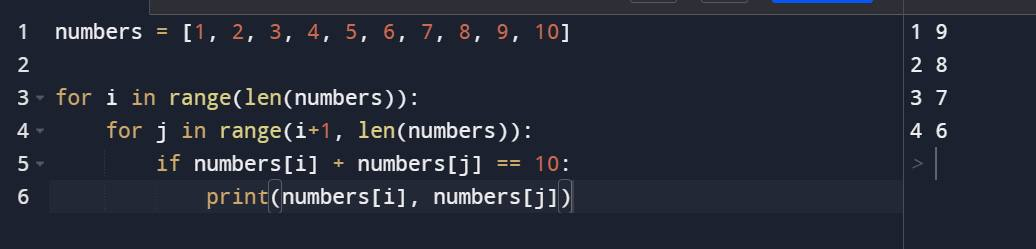 1 numbers = [1, 2, 3, 4, 5, 6, 7, 8, 9, 10]
2
3 for i in range(len(numbers)):
4     for j in range(i+1, len(numbers)):
5         if numbers[i] + numbers[j] == 10:
6             print(numbers[i], numbers[j])
1 9
2 8
3 7
4 6
>